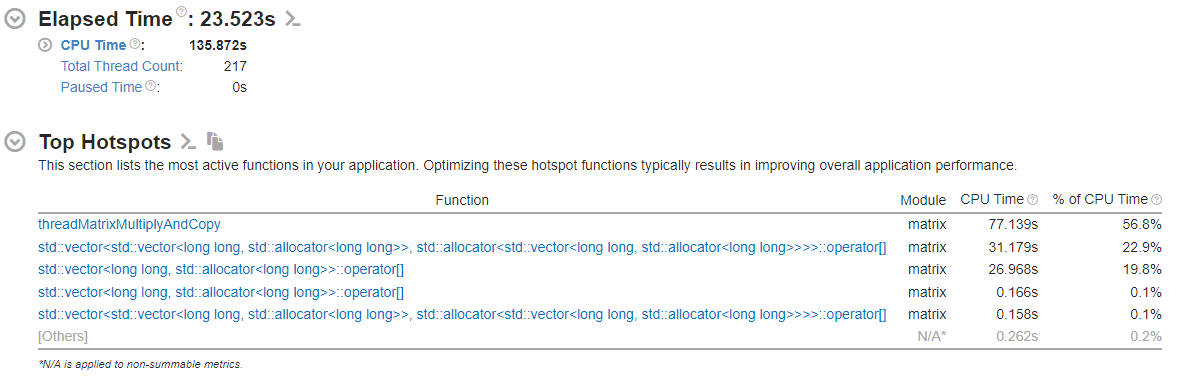 Elapsed Time ?: 23.523s
CPU Time ?: 135.872s
Total Thread Count: 217
Paused Time ?: 0s
Top Hotspots
This section lists the most active functions in your application. Optimizing these hotspot functions typically results in improving overall application performance.
Function Module CPU Time ? % of CPU Time ?
threadMatrixMultiplyAndCopy matrix 77.139s 56.8%
std::vector<std::vector<long long, std::allocator<long long>>, std::allocator<std::vector<long long, std::allocator<long long>>>>::operator[] matrix 31.179s 22.9%
std::vector<long long, std::allocator<long long>>::operator[] matrix 26.968s 19.8%
std::vector<long long, std::allocator<long long>>::operator[] matrix 0.166s 0.1%
std::vector<std::vector<long long, std::allocator<long long>>, std::allocator<std::vector<long long, std::allocator<long long>>>>::operator[] matrix 0.158s 0.1%
[Others] N/A* 0.262s 0.2%
*N/A is applied to non-summable metrics.